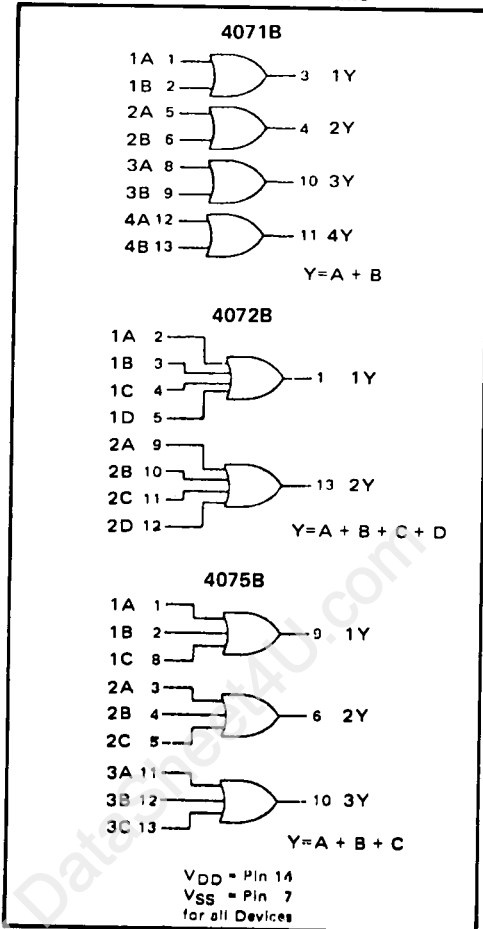 4071B
1A 1
1B 2
3 1Y
2A 5
2B 6
4 2Y
3A 8
3B 9
10 3Y
4A 12
4B 13
11 4Y
Y=A + B
4072B
1A 2
1B 3
1C 4
1D 5
1 1Y
2A 9
2B 10
2C 11
2D 12
13 2Y
Y=A + B + C + D
4075B
1A 1
1B 2
1C 8
9 1Y
2A 3
2B 4
2C 5
6 2Y
3A 11
3B 12
3C 13
10 3Y
Y=A + B + C
VDD = Pin 14
VSS = Pin 7
for all Devices
DataSheet4U.com